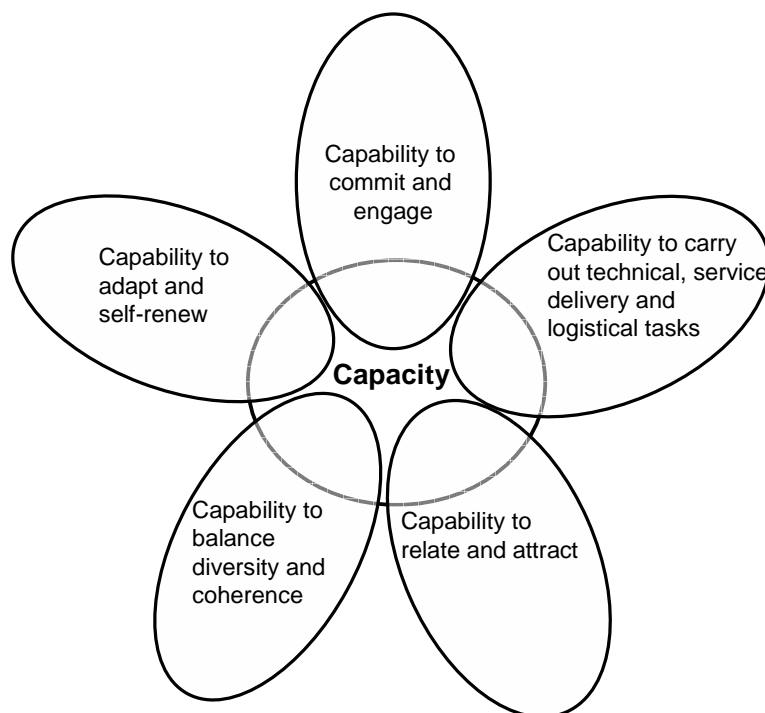 Capability to
commit and
engage
Capability to
adapt and
self-renew
Capability to carry
out technical, service
delivery and
logistical tasks
Capacity
Capability to
balance
diversity and
coherence
Capability to
relate and attract